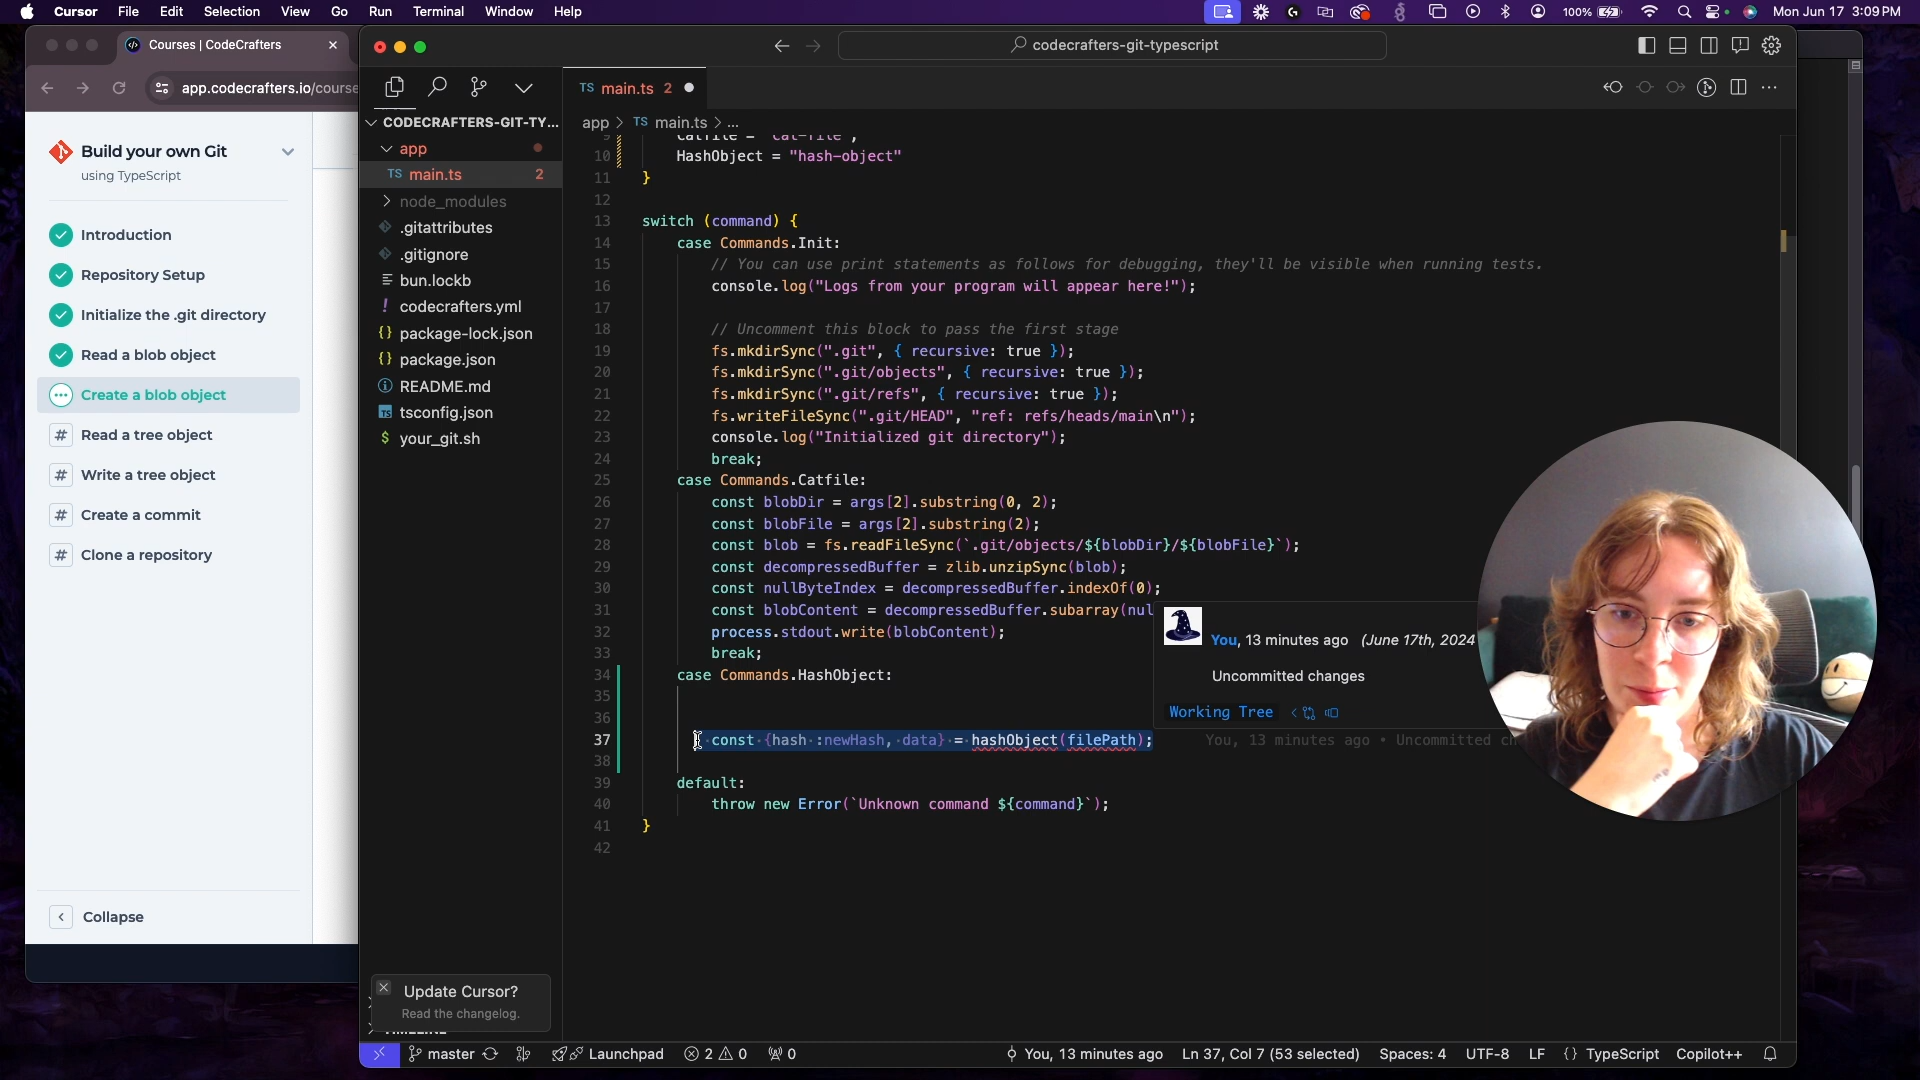 Cursor File Edit Selection View Go Run Terminal Window Help
100% Mon Jun 17 3:09 PM
Courses | CodeCrafters
app.codecrafters.io/course
Build your own Git
using TypeScript
Introduction
Repository Setup
Initialize the .git directory
Read a blob object
Create a blob object
# Read a tree object
# Write a tree object
# Create a commit
# Clone a repository
Collapse
codecrafters-git-typescript
CODECRAFTERS-GIT-TY...
app
TS main.ts 2
node_modules
.gitattributes
.gitignore
bun.lockb
! codecrafters.yml
{} package-lock.json
{} package.json
README.md
TS tsconfig.json
$ your_git.sh
Update Cursor?
Read the changelog.
TIMELINE
TS main.ts 2
app > TS main.ts > ...
9 Catfile = "cat-file",
10 HashObject = "hash-object"
11 }
12
13 switch (command) {
14 case Commands.Init:
15 // You can use print statements as follows for debugging, they'll be visible when running tests.
16 console.log("Logs from your program will appear here!");
17
18 // Uncomment this block to pass the first stage
19 fs.mkdirSync(".git", { recursive: true });
20 fs.mkdirSync(".git/objects", { recursive: true });
21 fs.mkdirSync(".git/refs", { recursive: true });
22 fs.writeFileSync(".git/HEAD", "ref: refs/heads/main\n");
23 console.log("Initialized git directory");
24 break;
25 case Commands.Catfile:
26 const blobDir = args[2].substring(0, 2);
27 const blobFile = args[2].substring(2);
28 const blob = fs.readFileSync(`.git/objects/${blobDir}/${blobFile}`);
29 const decompressedBuffer = zlib.unzipSync(blob);
30 const nullByteIndex = decompressedBuffer.indexOf(0);
31 const blobContent = decompressedBuffer.subarray(nul
32 process.stdout.write(blobContent);
33 break;
34 case Commands.HashObject:
35
36
37 const {hash :newHash, data} = hashObject(filePath); You, 13 minutes ago • Uncommitted ch
38
39 default:
40 throw new Error(`Unknown command ${command}`);
41 }
42
You, 13 minutes ago (June 17th, 2024
Uncommitted changes
Working Tree
master Launchpad 2 0 0 You, 13 minutes ago Ln 37, Col 7 (53 selected) Spaces: 4 UTF-8 LF {} TypeScript Copilot++